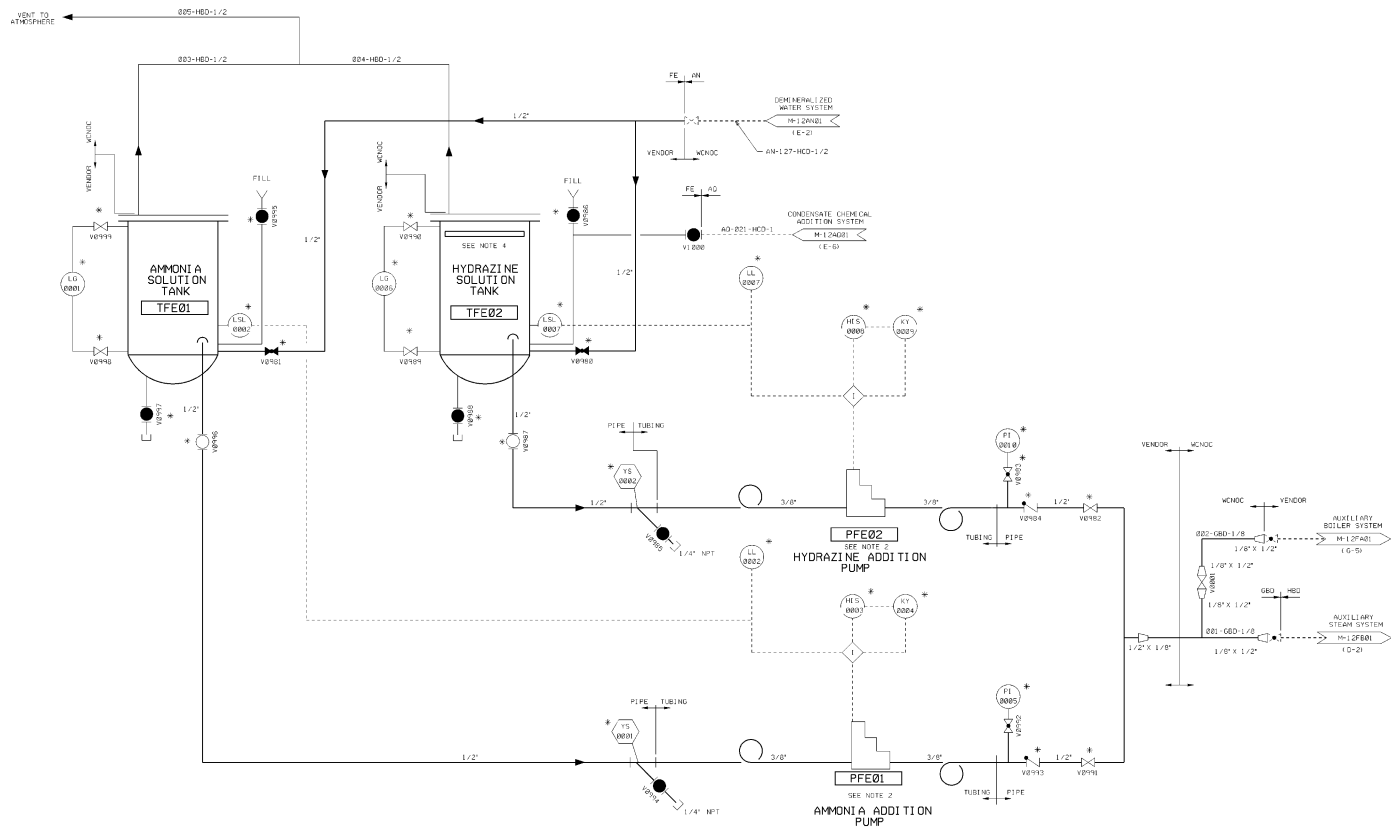 005-HBD-1/2
VENT TO
ATMOSPHERE
003-HBD-1/2
004-HBD-1/2
FE
AN
DEMINERALIZED
WATER SYSTEM
M-12AN01
(E-2)
1/2"
AN-127-HCD-1/2
VENDOR
WCNOC
WCNOC
VENDOR
WCNOC
VENDOR
FILL
V0995
FILL
V0986
FE
AQ
CONDENSATE CHEMICAL
ADDITION SYSTEM
AQ-021-HCD-1
M-12AQ01
(E-6)
V1000
V0999
V0990
1/2"
1/2"
SEE NOTE 4
LG
0001
AMMONIA
SOLUTION
TANK
TFE01
LG
0006
HYDRAZINE
SOLUTION
TANK
TFE02
LL
0007
LSL
0002
LSL
0007
HIS
0008
KY
0009
V0998
V0981
V0989
V0980
I
V0997
1/2"
V0996
V0988
1/2"
V0987
PIPE
TUBING
PI
0010
V0983
VENDOR
WCNOC
YS
0002
1/2"
3/8"
3/8"
1/2"
V0984
V0982
V0985
1/4" NPT
PFE02
SEE NOTE 2
HYDRAZINE ADDITION
PUMP
TUBING
PIPE
WCNOC
VENDOR
002-GBD-1/8
1/8" X 1/2"
AUXILIARY
BOILER SYSTEM
M-12FA01
(G-5)
1/8" X 1/2"
V0001
1/8" X 1/2"
LL
0002
HIS
0003
KY
0004
GBD
HBD
AUXILIARY
STEAM SYSTEM
M-12FB01
(D-2)
001-GBD-1/8
1/2" X 1/8"
1/8" X 1/2"
I
PIPE
TUBING
PI
0005
V0992
YS
0001
1/2"
3/8"
3/8"
1/2"
V0993
V0991
V0994
1/4" NPT
PFE01
SEE NOTE 2
AMMONIA ADDITION
PUMP
TUBING
PIPE